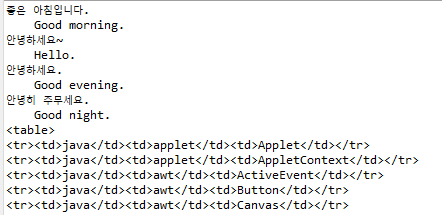 좋은 아침입니다.
Good morning.
안녕하세요~
Hello.
안녕하세요.
Good evening.
안녕히 주무세요.
Good night.
<table>
<tr><td>java</td><td>applet</td><td>Applet</td></tr>
<tr><td>java</td><td>applet</td><td>AppletContext</td></tr>
<tr><td>java</td><td>awt</td><td>ActiveEvent</td></tr>
<tr><td>java</td><td>awt</td><td>Button</td></tr>
<tr><td>java</td><td>awt</td><td>Canvas</td></tr>